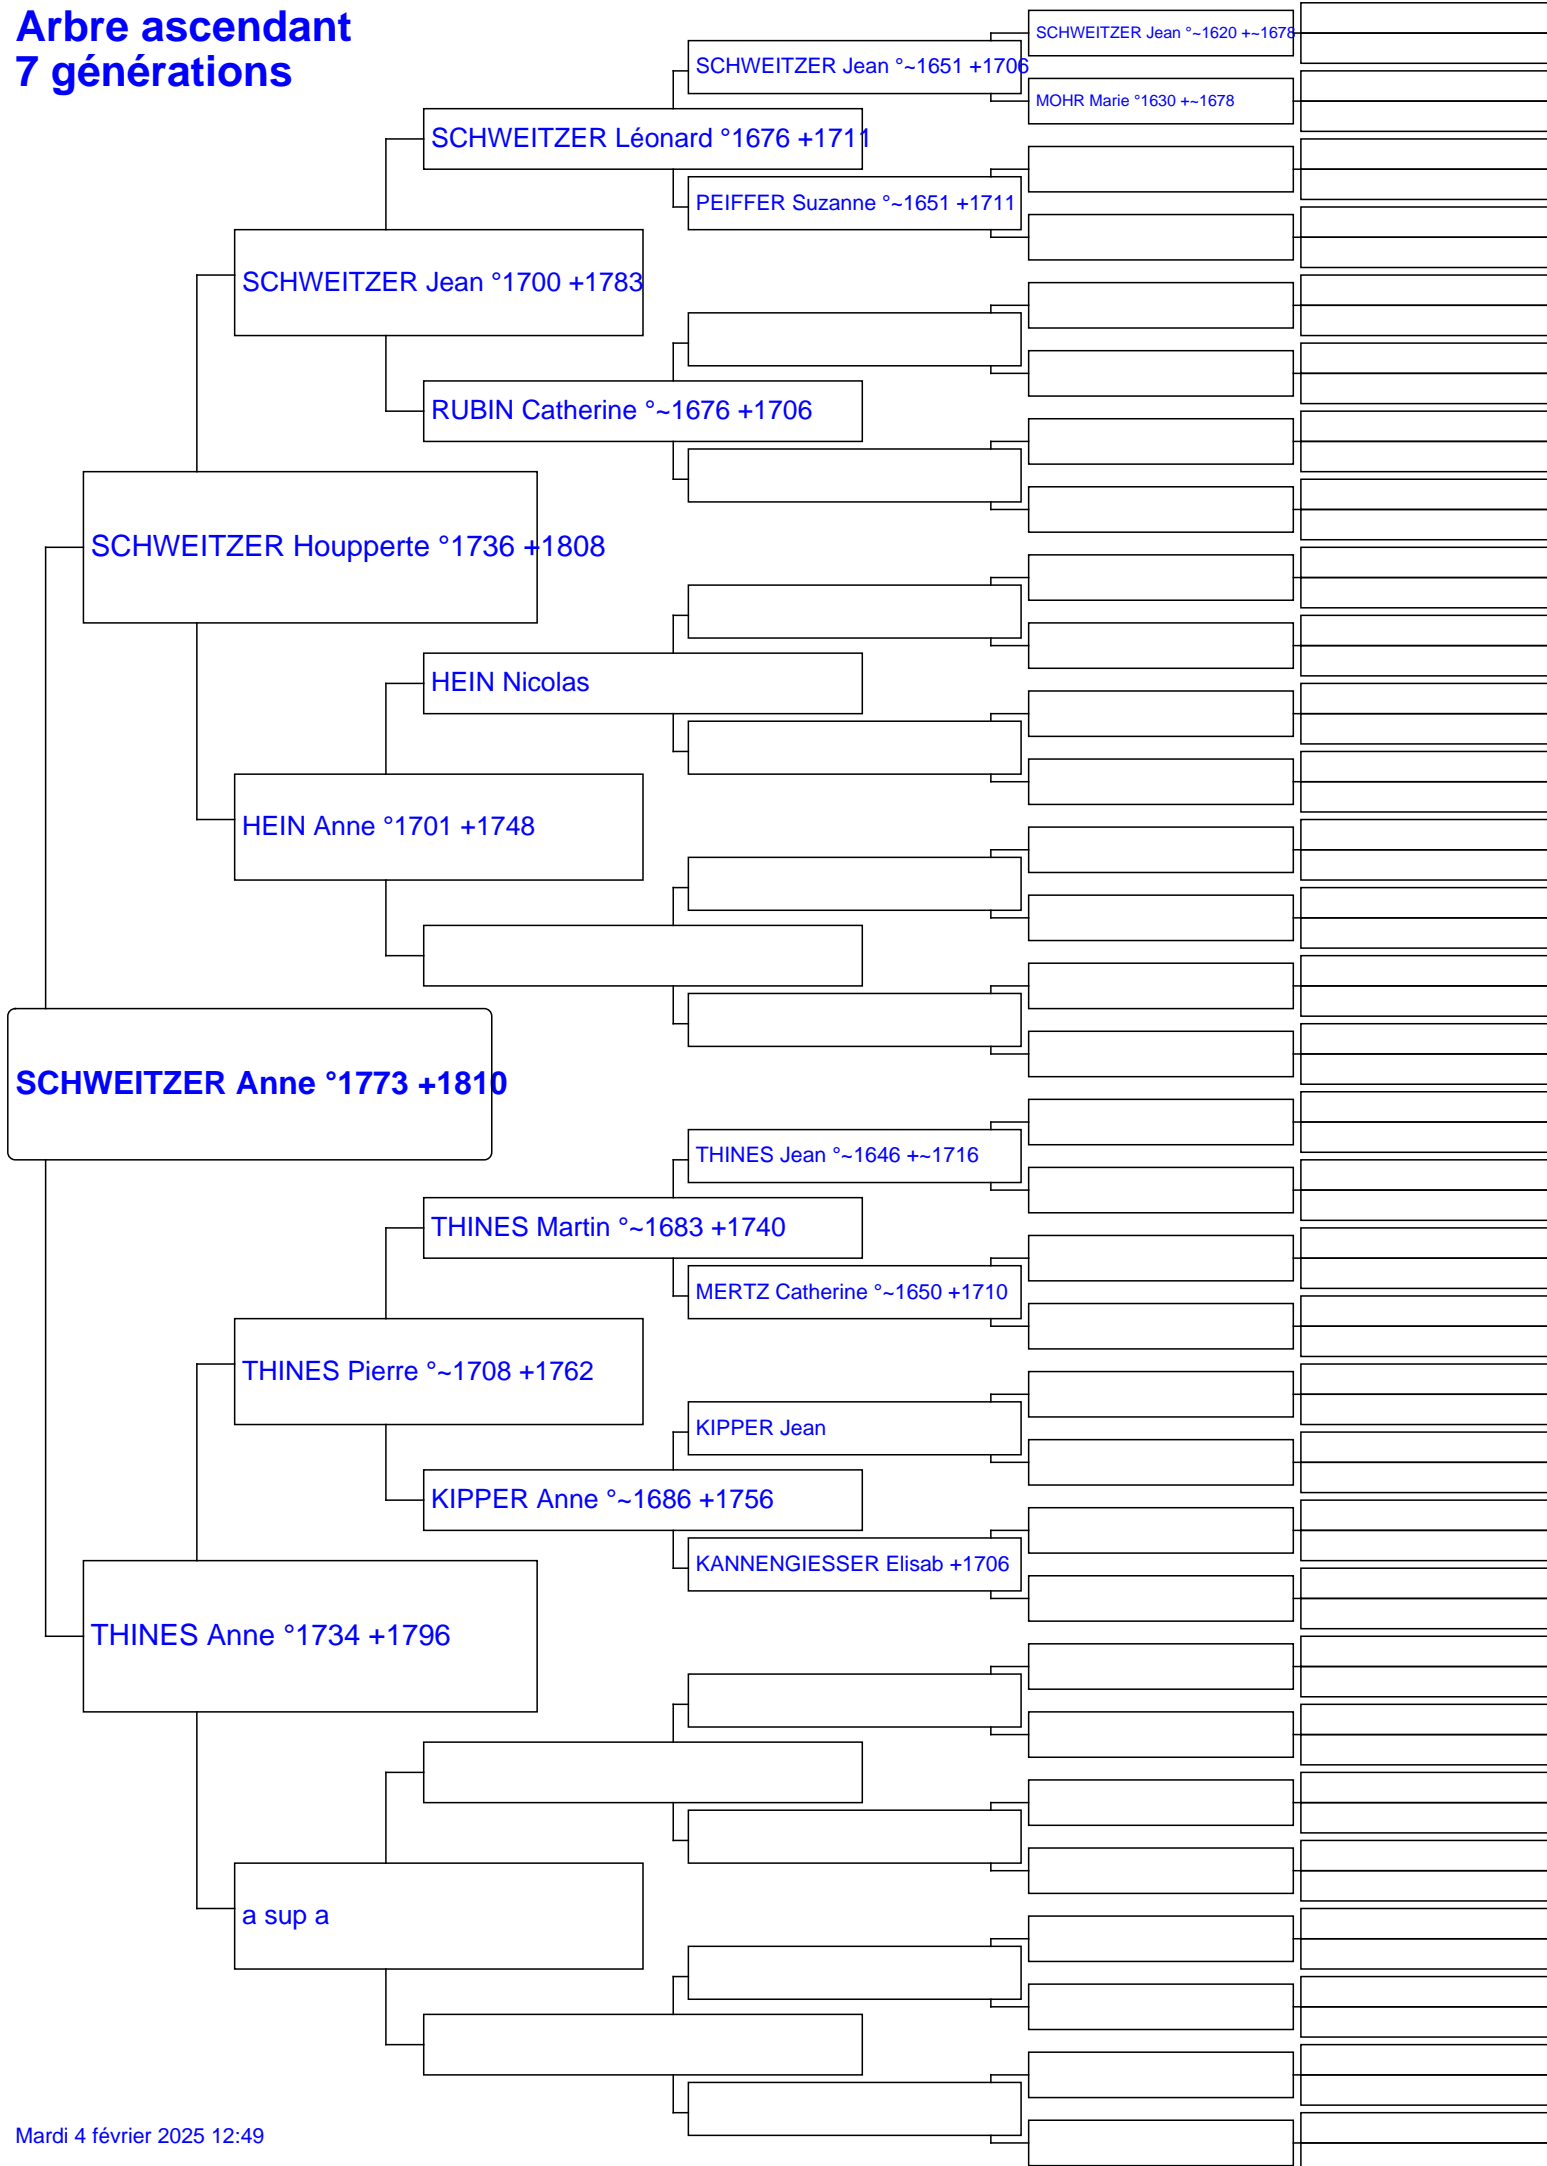 Arbre ascendant
7 générations
SCHWEITZER Jean °~1620 +~1678
SCHWEITZER Jean °~1651 +1706
MOHR Marie °1630 +~1678
SCHWEITZER Léonard °1676 +1711
PEIFFER Suzanne °~1651 +1711
SCHWEITZER Jean °1700 +1783
RUBIN Catherine °~1676 +1706
SCHWEITZER Houpperte °1736 +1808
HEIN Nicolas
HEIN Anne °1701 +1748
SCHWEITZER Anne °1773 +1810
THINES Jean °~1646 +~1716
THINES Martin °~1683 +1740
MERTZ Catherine °~1650 +1710
THINES Pierre °~1708 +1762
KIPPER Jean
KIPPER Anne °~1686 +1756
KANNENGIESSER Elisab +1706
THINES Anne °1734 +1796
a sup a
Mardi 4 février 2025 12:49